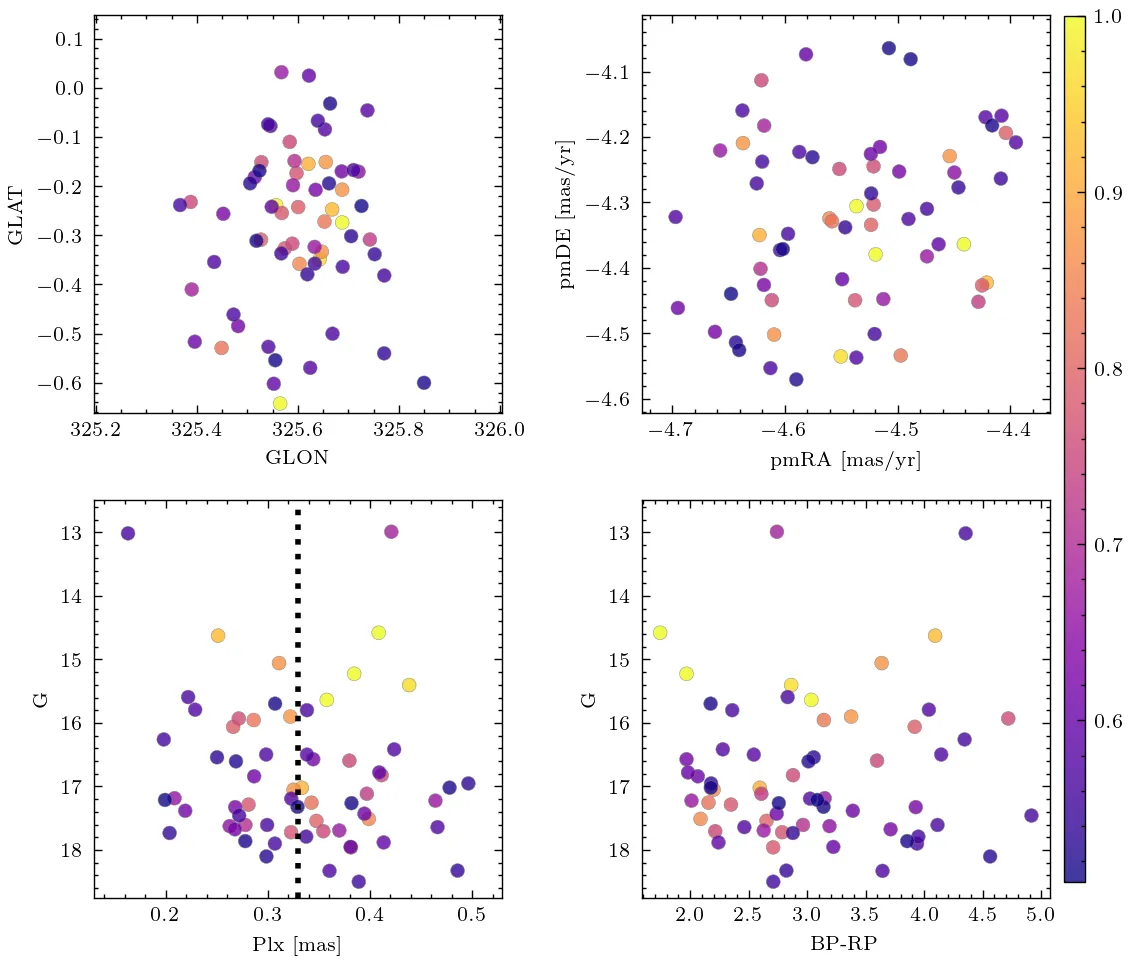 0.1
0.0
−0.1
−0.2
−0.3
−0.4
−0.5
−0.6
GLAT
325.2 325.4 325.6 325.8 326.0
GLON
−4.1
−4.2
−4.3
−4.4
−4.5
−4.6
pmDE [mas/yr]
−4.7 −4.6 −4.5 −4.4
pmRA [mas/yr]
1.0
0.9
0.8
0.7
0.6
13
14
15
16
17
18
G
0.2 0.3 0.4 0.5
Plx [mas]
13
14
15
16
17
18
G
2.0 2.5 3.0 3.5 4.0 4.5 5.0
BP-RP